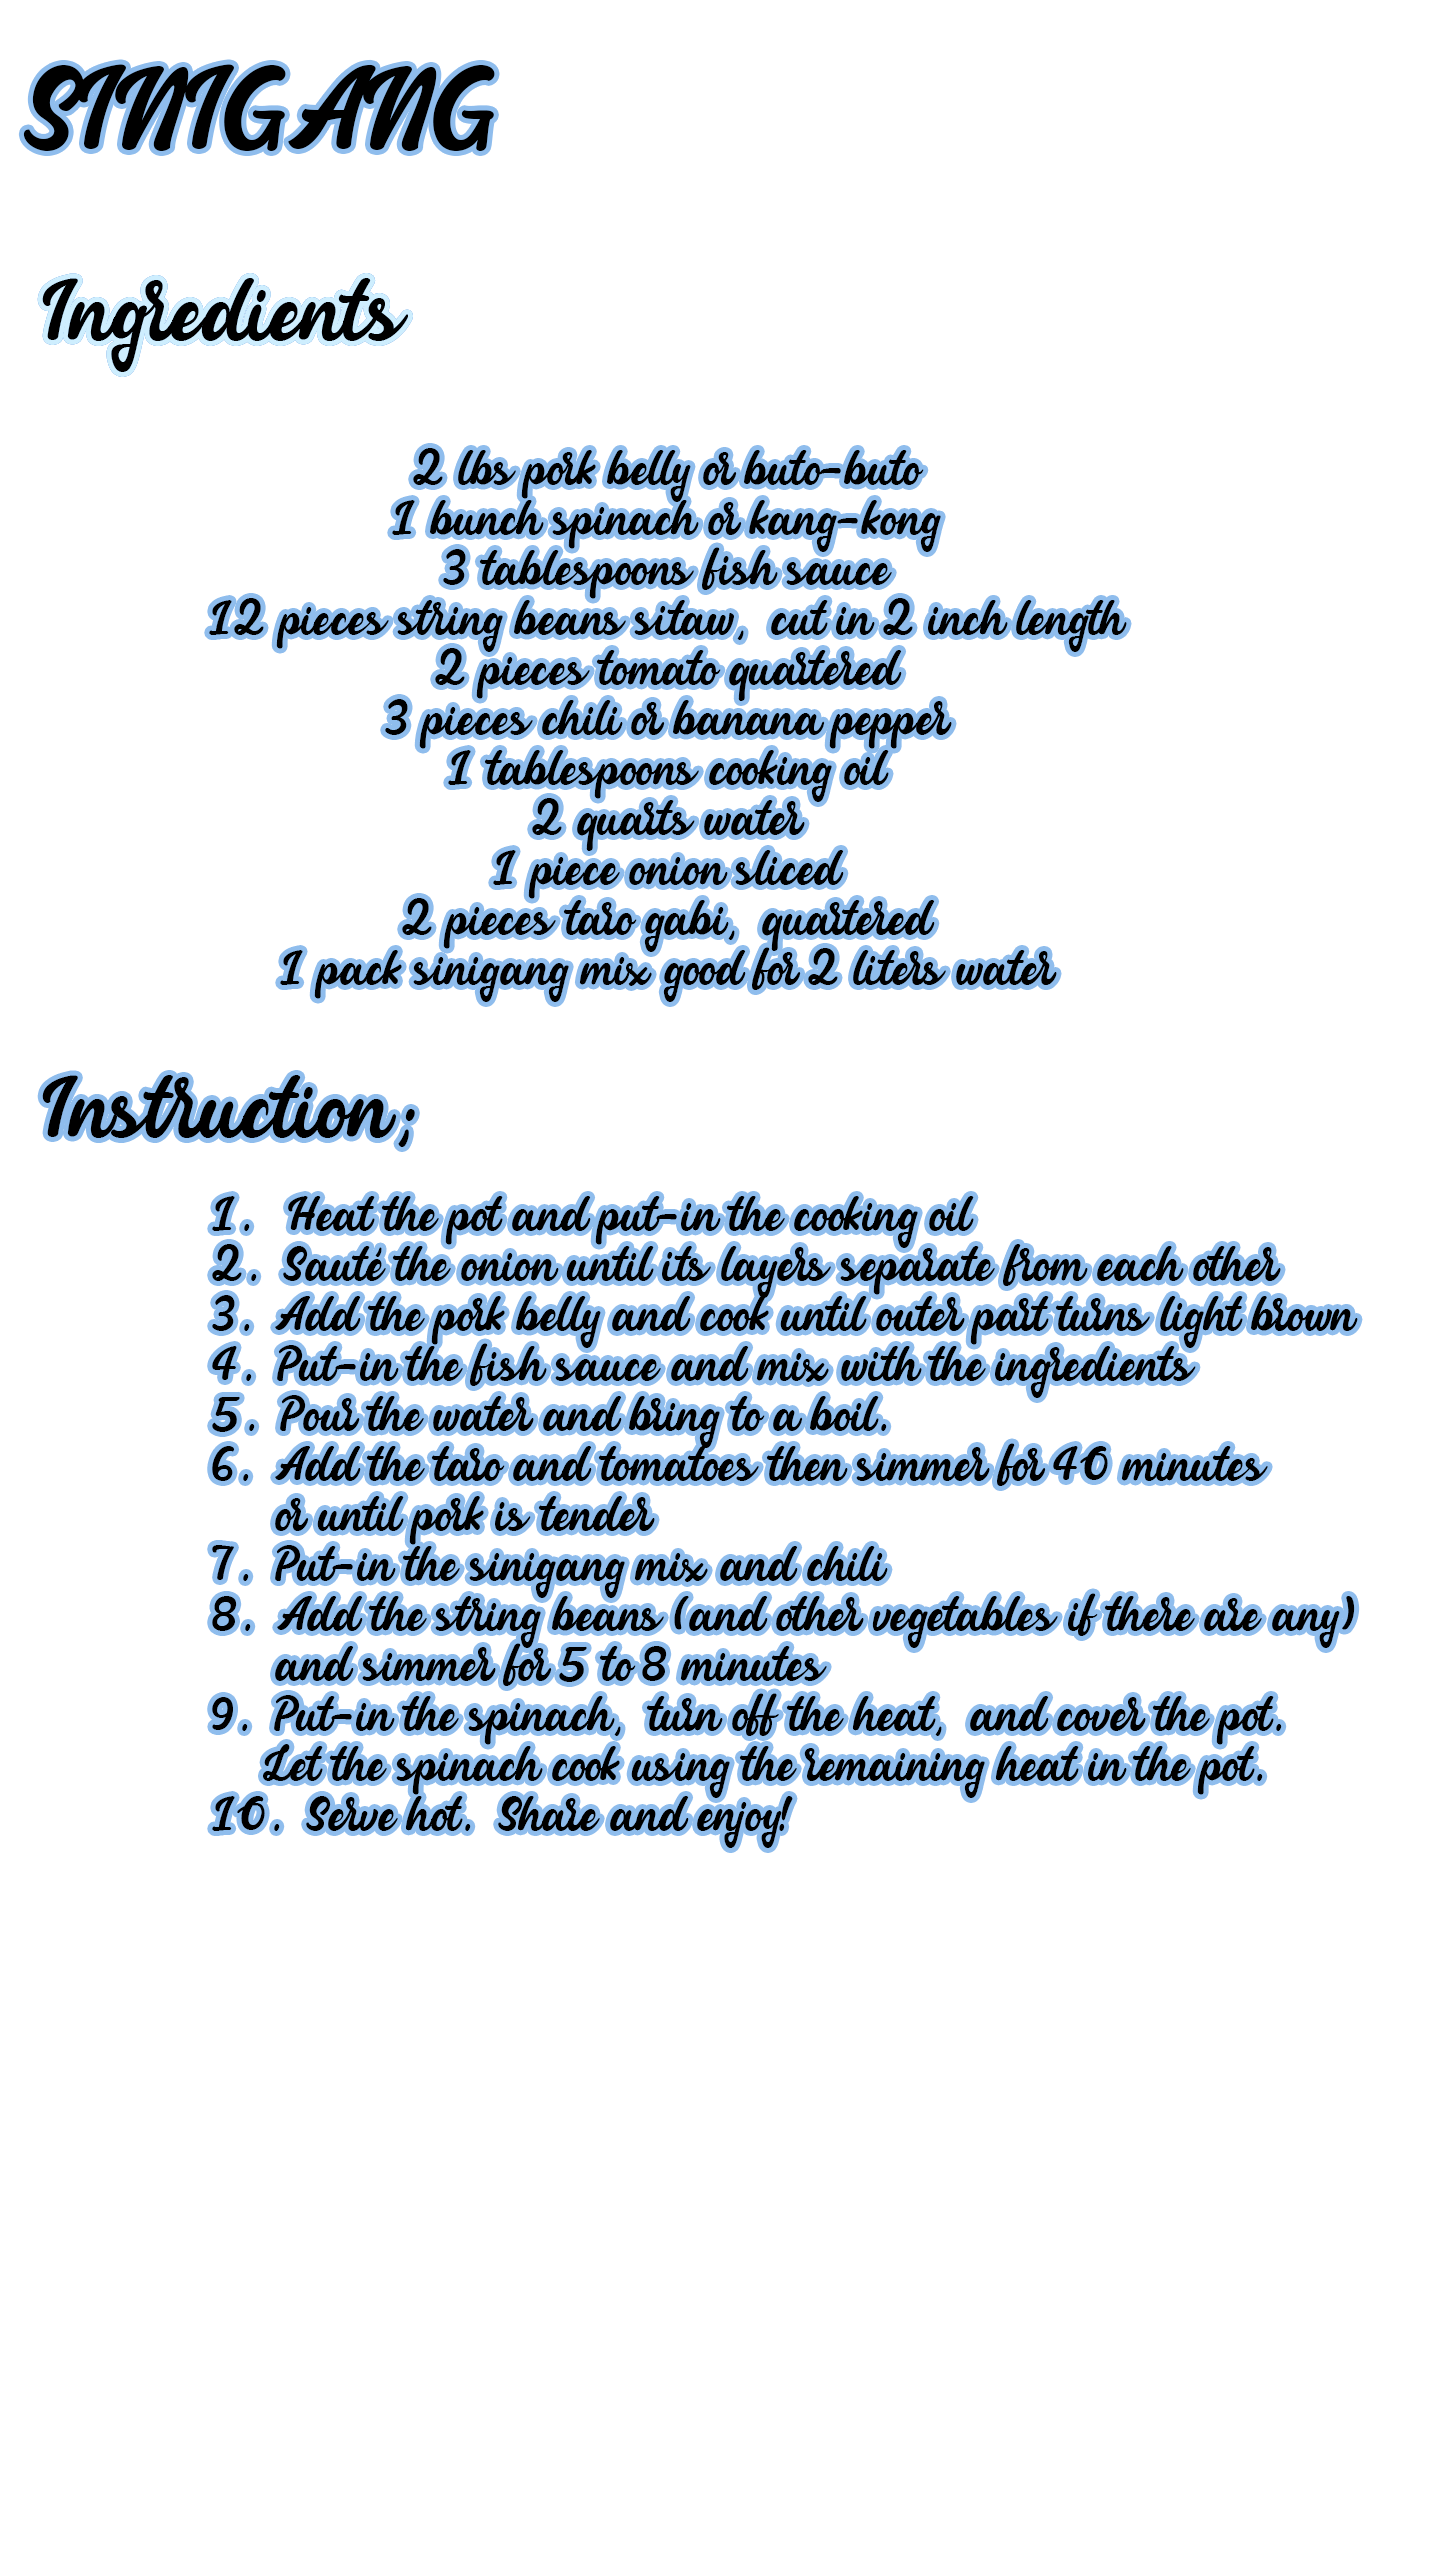 SINIGANG
Ingredients
2 lbs pork belly or buto-buto
1 bunch spinach or kang-kong
3 tablespoons fish sauce
12 pieces string beans sitaw, cut in 2 inch length
2 pieces tomato quartered
3 pieces chili or banana pepper
1 tablespoons cooking oil
2 quarts water
1 piece onion sliced
2 pieces taro gabi, quartered
1 pack sinigang mix good for 2 liters water
Instruction;
1. Heat the pot and put-in the cooking oil
2. Sauté the onion until its layers separate from each other
3. Add the pork belly and cook until outer part turns light brown
4. Put-in the fish sauce and mix with the ingredients
5. Pour the water and bring to a boil.
6. Add the taro and tomatoes then simmer for 40 minutes
or until pork is tender
7. Put-in the sinigang mix and chili
8. Add the string beans (and other vegetables if there are any)
and simmer for 5 to 8 minutes
9. Put-in the spinach, turn off the heat, and cover the pot.
Let the spinach cook using the remaining heat in the pot.
10. Serve hot. Share and enjoy!